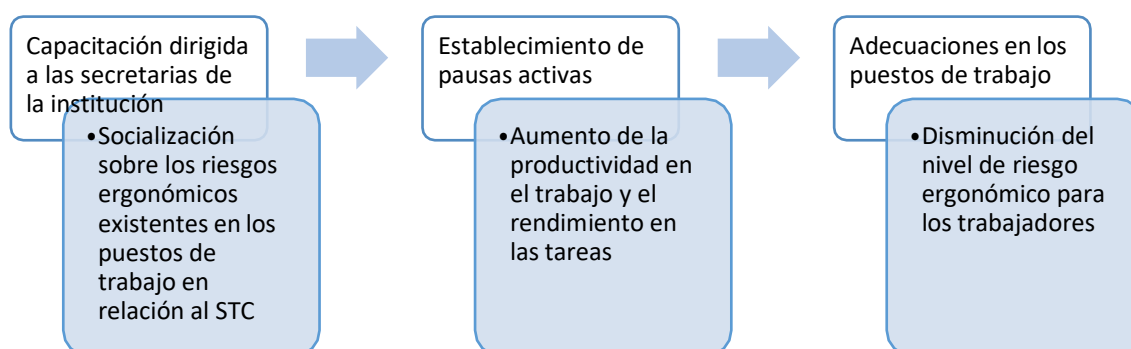 Capacitación dirigida
a las secretarias de
la institución
•Socialización
sobre los riesgos
ergonómicos
existentes en los
puestos de
trabajo en
relación al STC
Establecimiento de
pausas activas
•Aumento de la
productividad en
el trabajo y el
rendimiento en
las tareas
Adecuaciones en los
puestos de trabajo
•Disminución del
nivel de riesgo
ergonómico para
los trabajadores